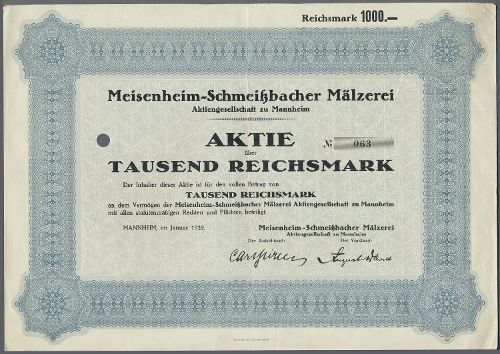 Reichsmark 1000.—
Meisenheim-Schmeißbacher Mälzerei
Aktiengesellschaft zu Mannheim
AKTIE
№ 063
über
TAUSEND REICHSMARK
Der Inhaber dieser Aktie ist für den vollen Betrag von
TAUSEND REICHSMARK
an dem Vermögen der Meisenheim-Schmeißbacher Mälzerei Aktiengesellschaft zu Mannheim
mit allen statutenmäßigen Rechten und Pflichten beteiligt.
MANNHEIM, im Januar 1929.
Meisenheim-Schmeißbacher Mälzerei
Aktiengesellschaft zu Mannheim
Der Aufsichtsrat: Der Vorstand: